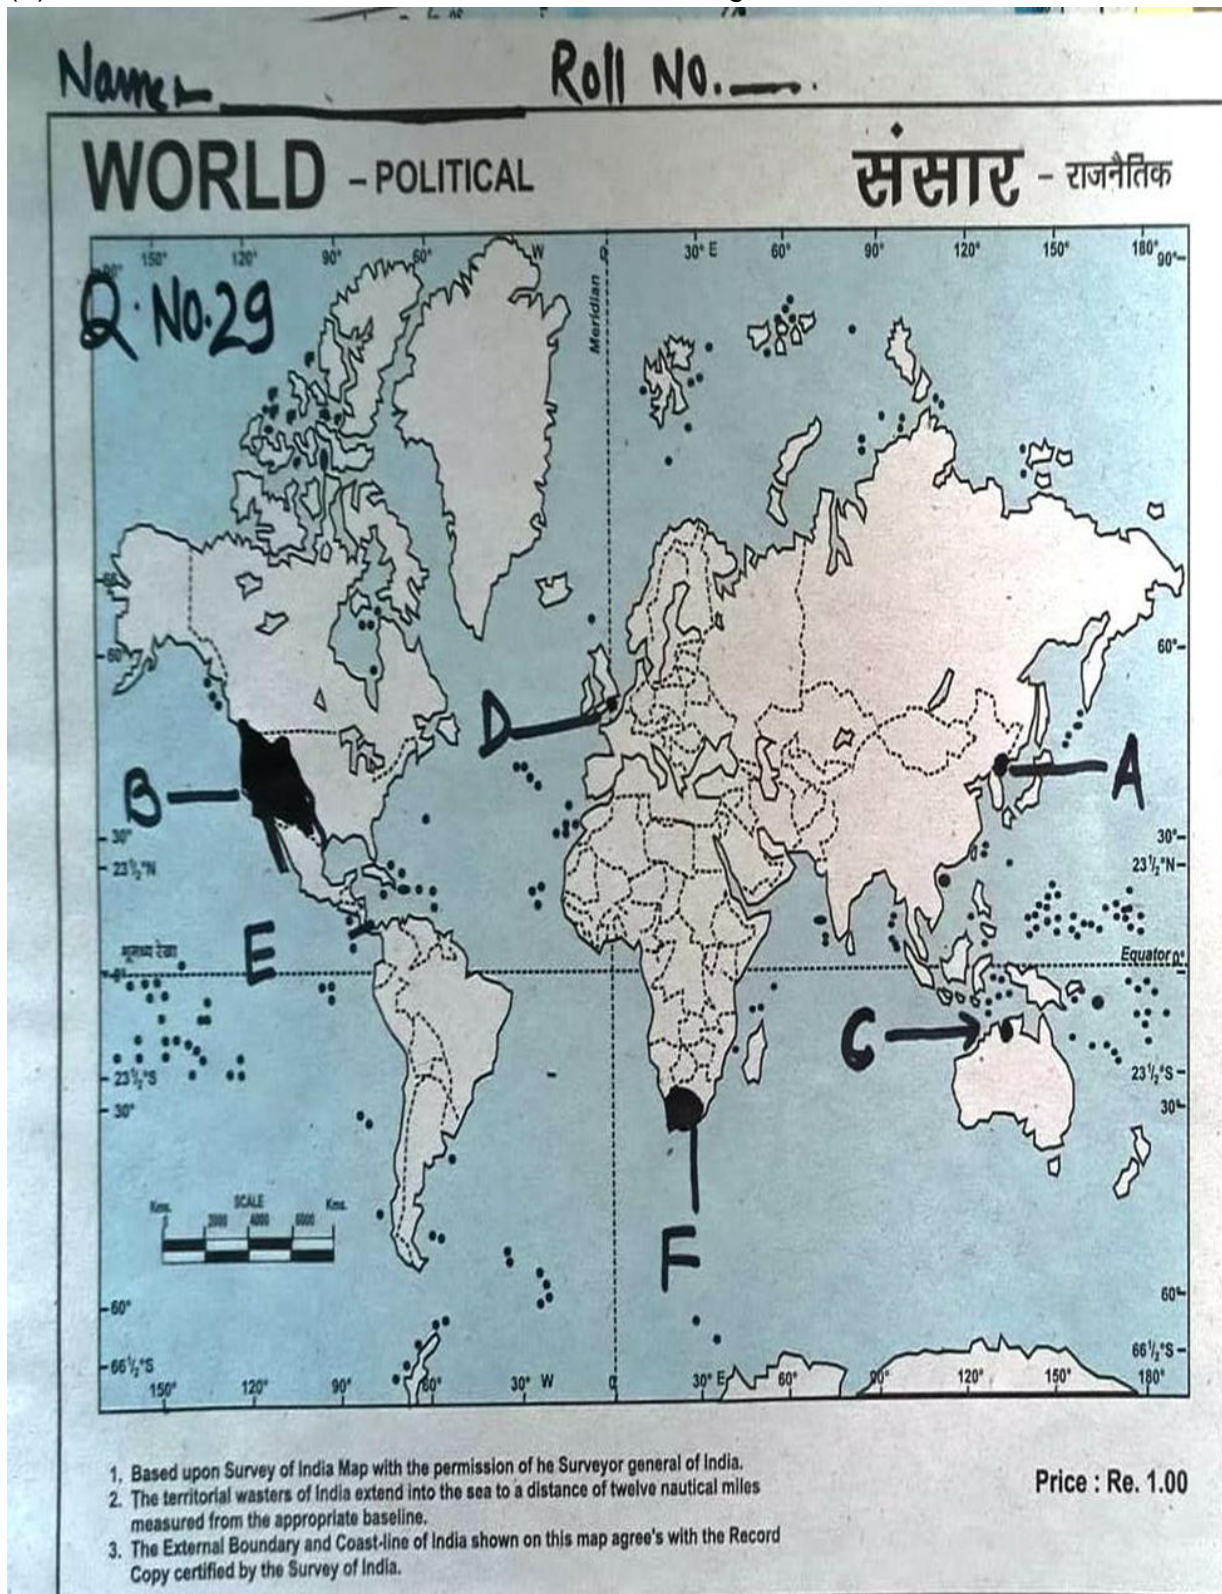 Name- Roll No.
WORLD – POLITICAL
संसार – राजनैतिक
150° 120° 90° 60° W 0 30° E 60° 90° 120° 150° 180° 90°
Q. No. 29
Meridian
60° 60°
D
A
B
30° 30°
23½°N 23½°N
E
भूमध्य रेखा
0° Equator 0°
C
23½°S 23½°S
30° 30°
F
Kms. SCALE Kms.
0 2000 4000 6000
60° 60°
66½°S 66½°S
150° 120° 90° 60° 30° W 0 30° E 60° 90° 120° 150° 180°
1. Based upon Survey of India Map with the permission of he Surveyor general of India.
2. The territorial wasters of India extend into the sea to a distance of twelve nautical miles
measured from the appropriate baseline.
3. The External Boundary and Coast-line of India shown on this map agree's with the Record
Copy certified by the Survey of India.
Price : Re. 1.00